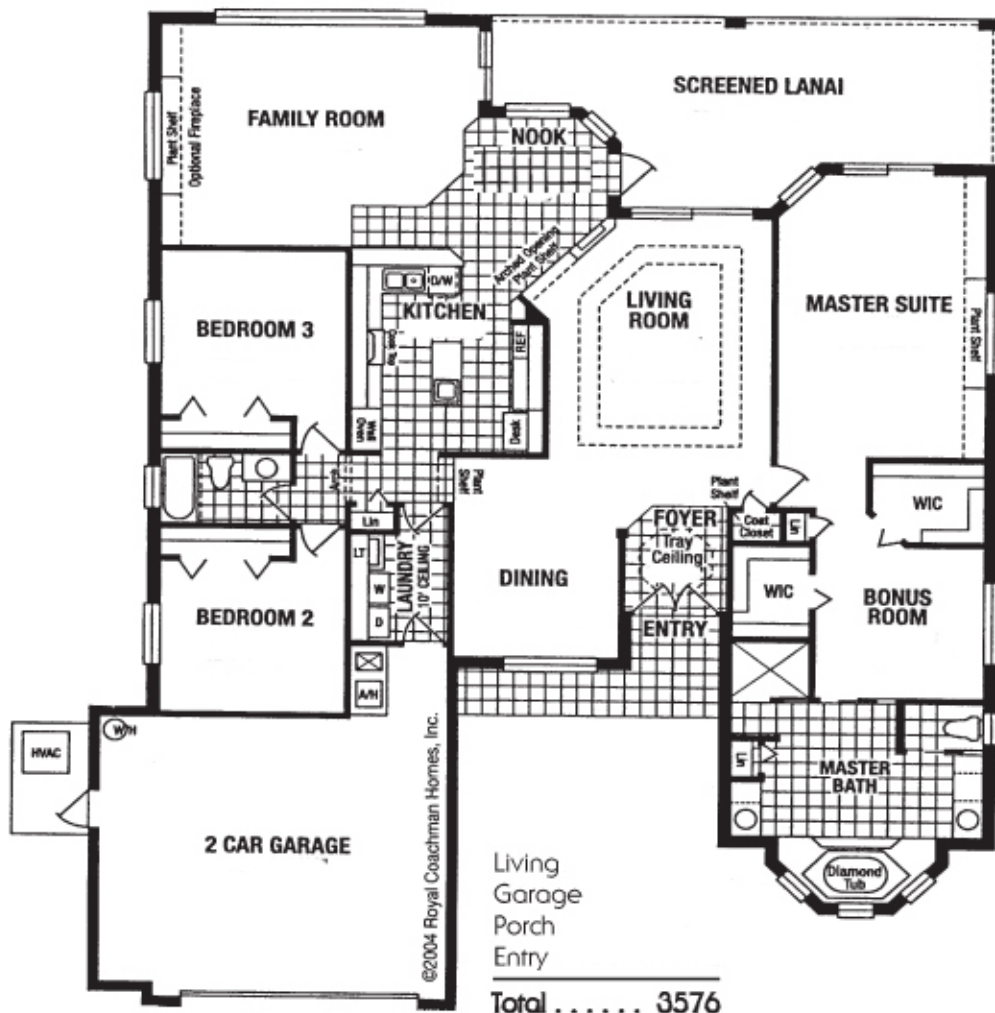 SCREENED LANAI
FAMILY ROOM
NOOK
Plant Shelf
Optional Fireplace
Arched Opening
Plant Shelf
D/W
KITCHEN
LIVING
ROOM
MASTER SUITE
Plant Shelf
BEDROOM 3
Cook Top
REF
Wall
Oven
Desk
Arch
Plant
Shelf
Plant
Shelf
WIC
Lin
FOYER
Tray
Ceiling
Coat
Closet
Lin
LT
W
D
LAUNDRY
10' CEILING
DINING
WIC
BONUS
ROOM
BEDROOM 2
ENTRY
A/H
W/H
HVAC
Lin
MASTER
BATH
2 CAR GARAGE
©2004 Royal Coachman Homes, Inc.
Diamond
Tub
Living
Garage
Porch
Entry
Total . . . . . . 3576